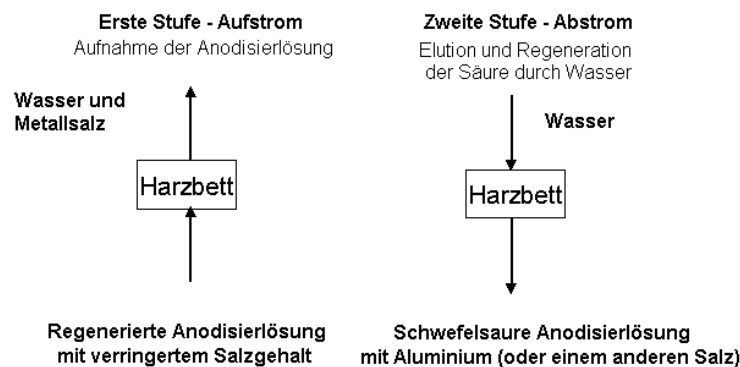 Erste Stufe - Aufstrom
Aufnahme der Anodisierlösung
Wasser und
Metallsalz
Harzbett
Regenerierte Anodisierlösung
mit verringertem Salzgehalt
Zweite Stufe - Abstrom
Elution und Regeneration
der Säure durch Wasser
Wasser
Harzbett
Schwefelsaure Anodisierlösung
mit Aluminium (oder einem anderen Salz)